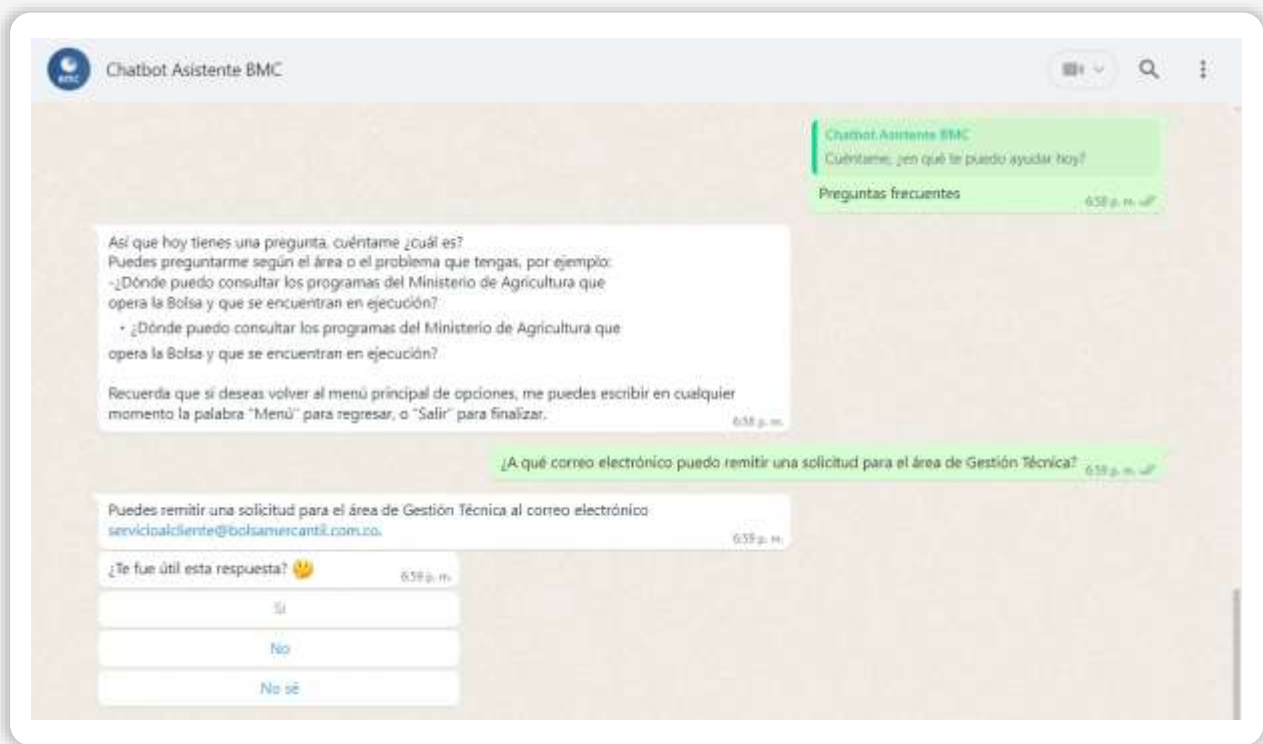 BMC
Chatbot Asistente BMC
Chatbot Asistente BMC
Cuéntame, ¿en qué te puedo ayudar hoy?
Preguntas frecuentes
6:58 p. m.
Así que hoy tienes una pregunta, cuéntame ¿cuál es?
Puedes preguntarme según el área o el problema que tengas, por ejemplo:
-¿Dónde puedo consultar los programas del Ministerio de Agricultura que
opera la Bolsa y que se encuentran en ejecución?
• ¿Dónde puedo consultar los programas del Ministerio de Agricultura que
opera la Bolsa y que se encuentran en ejecución?
Recuerda que si deseas volver al menú principal de opciones, me puedes escribir en cualquier
momento la palabra "Menú" para regresar, o "Salir" para finalizar.
6:58 p. m.
¿A qué correo electrónico puedo remitir una solicitud para el área de Gestión Técnica?
6:59 p. m.
Puedes remitir una solicitud para el área de Gestión Técnica al correo electrónico
servicioalcliente@bolsamercantil.com.co.
6:59 p. m.
¿Te fue útil esta respuesta? 🤔
6:59 p. m.
Si
No
No sé